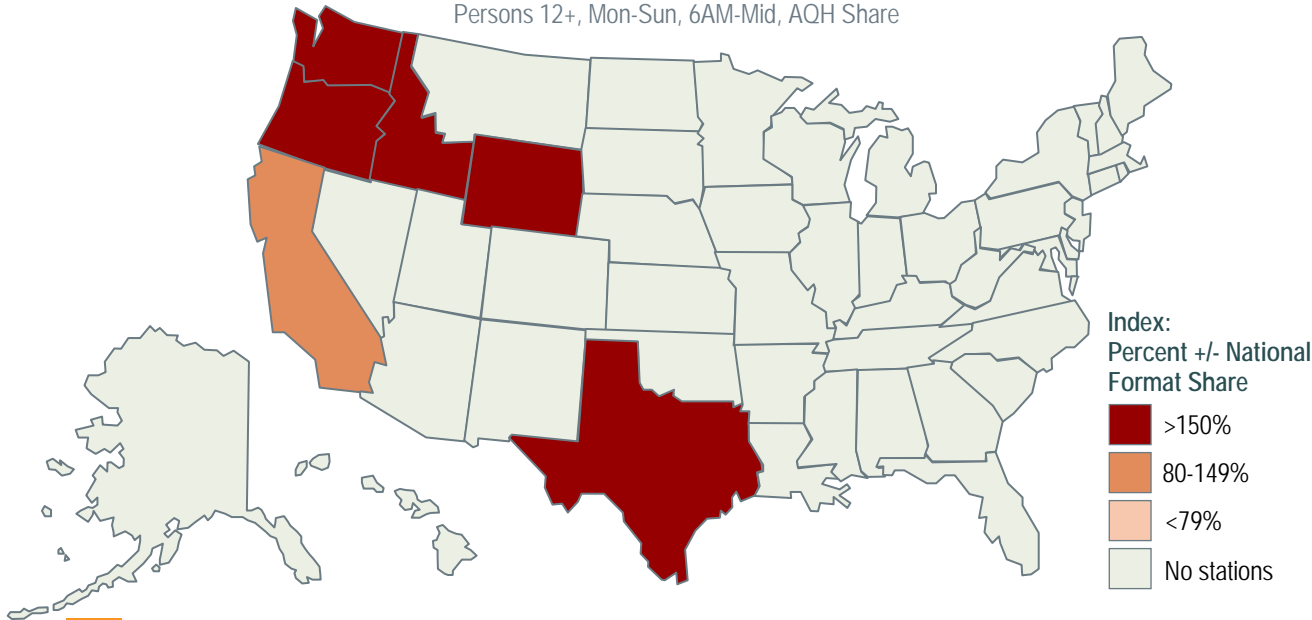 Persons 12+, Mon-Sun, 6AM-Mid, AQH Share
Index:
Percent +/- National
Format Share
>150%
80-149%
<79%
No stations